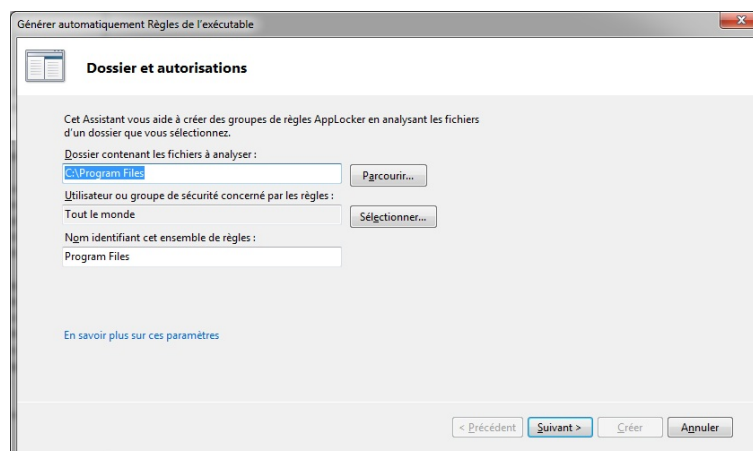 Générer automatiquement Règles de l'exécutable
Dossier et autorisations
Cet Assistant vous aide à créer des groupes de règles AppLocker en analysant les fichiers
d'un dossier que vous sélectionnez.
Dossier contenant les fichiers à analyser :
C:\Program Files
Parcourir...
Utilisateur ou groupe de sécurité concerné par les règles :
Tout le monde
Sélectionner...
Nom identifiant cet ensemble de règles :
Program Files
En savoir plus sur ces paramètres
< Précédent
Suivant >
Créer
Annuler